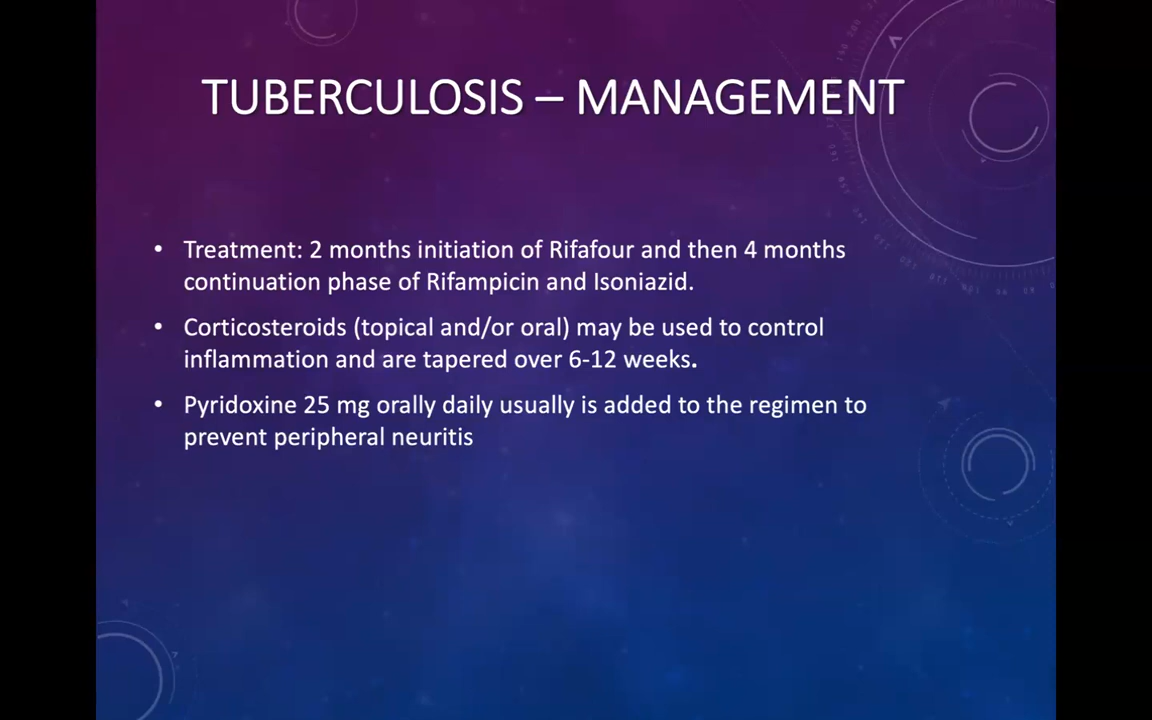 TUBERCULOSIS – MANAGEMENT
• Treatment: 2 months initiation of Rifafour and then 4 months
continuation phase of Rifampicin and Isoniazid.
• Corticosteroids (topical and/or oral) may be used to control
inflammation and are tapered over 6-12 weeks.
• Pyridoxine 25 mg orally daily usually is added to the regimen to
prevent peripheral neuritis